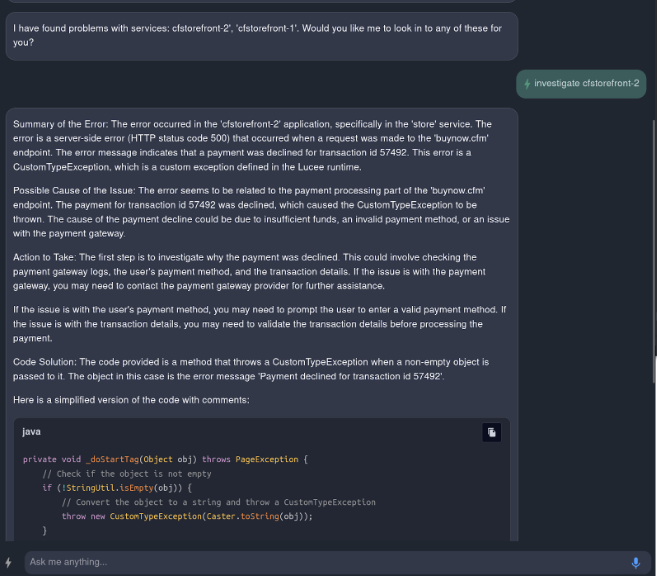 I have found problems with services: cfstorefront-2', 'cfstorefront-1'. Would you like me to look in to any of these for
you?
investigate cfstorefront-2
Summary of the Error: The error occurred in the 'cfstorefront-2' application, specifically in the 'store' service. The
error is a server-side error (HTTP status code 500) that occurred when a request was made to the 'buynow.cfm'
endpoint. The error message indicates that a payment was declined for transaction id 57492. This error is a
CustomTypeException, which is a custom exception defined in the Lucee runtime.
Possible Cause of the Issue: The error seems to be related to the payment processing part of the 'buynow.cfm'
endpoint. The payment for transaction id 57492 was declined, which caused the CustomTypeException to be
thrown. The cause of the payment decline could be due to insufficient funds, an invalid payment method, or an issue
with the payment gateway.
Action to Take: The first step is to investigate why the payment was declined. This could involve checking the
payment gateway logs, the user's payment method, and the transaction details. If the issue is with the payment
gateway, you may need to contact the payment gateway provider for further assistance.
If the issue is with the user's payment method, you may need to prompt the user to enter a valid payment method. If
the issue is with the transaction details, you may need to validate the transaction details before processing the
payment.
Code Solution: The code provided is a method that throws a CustomTypeException when a non-empty object is
passed to it. The object in this case is the error message 'Payment declined for transaction id 57492'.
Here is a simplified version of the code with comments:
java
private void _doStartTag(Object obj) throws PageException {
// Check if the object is not empty
if (!StringUtil.isEmpty(obj)) {
// Convert the object to a string and throw a CustomTypeException
throw new CustomTypeException(Caster.toString(obj));
}
Ask me anything...